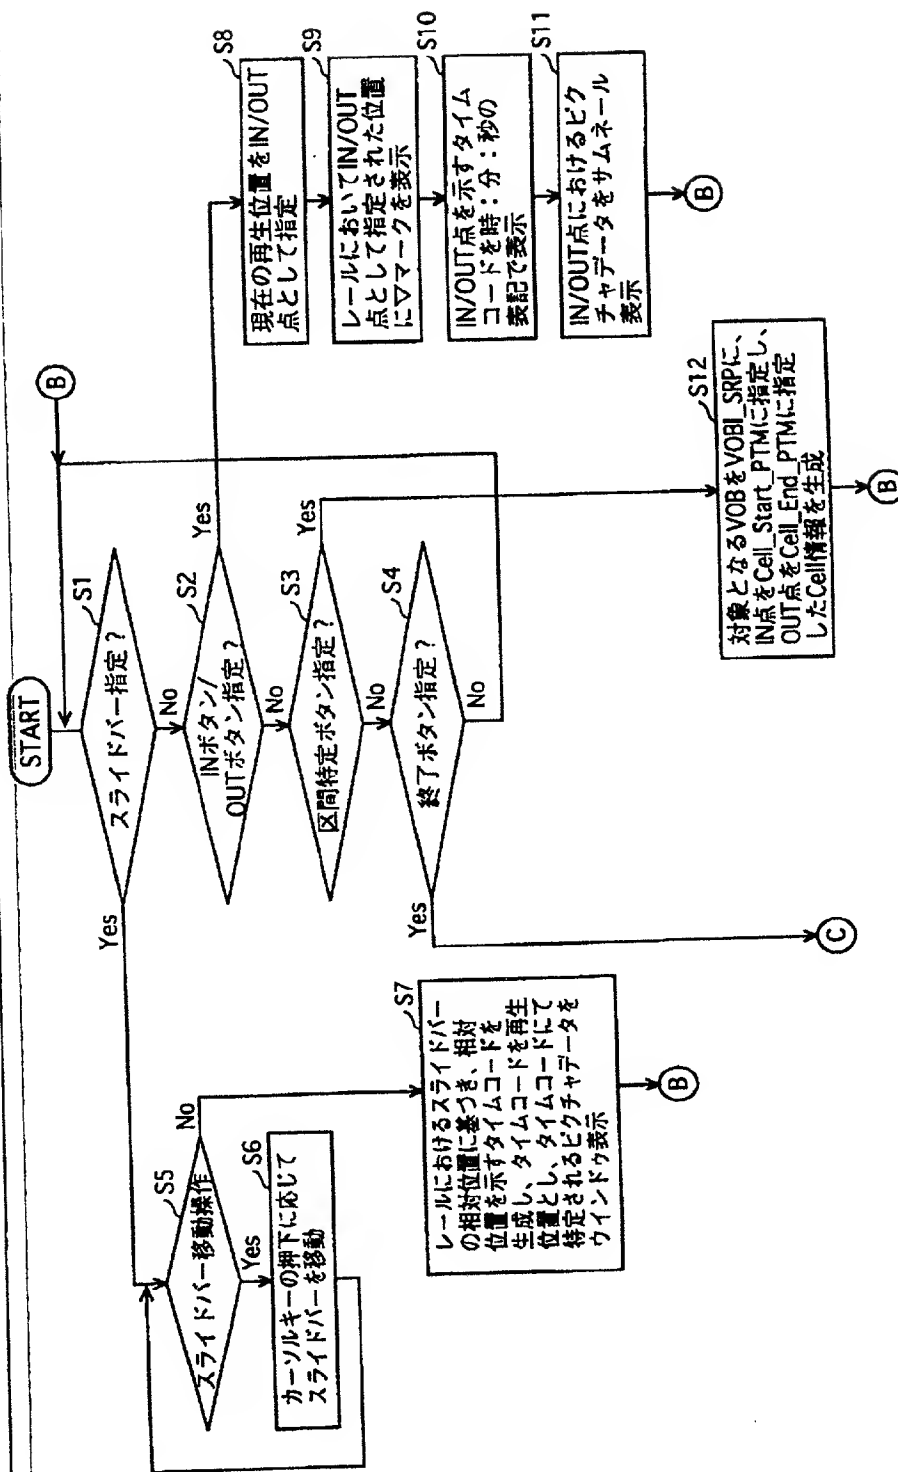 START
B
S1
スライドバー指定?
Yes
No
S2
INボタン/
OUTボタン指定?
Yes
No
S3
区間特定ボタン指定?
Yes
No
S4
終了ボタン指定?
Yes
No
C
S5
スライドバー移動操作
No
Yes
S6
カーソルキーの押下に応じて
スライドバーを移動
S7
レールにおけるスライドバー
の相対位置に基づき、相対
位置を示すタイムコードを
生成し、タイムコードを再生
位置とし、タイムコードにて
特定されるピクチャデータを
ウインドゥ表示
B
S8
現在の再生位置をIN/OUT
点として指定
S9
レールにおいてIN/OUT
点として指定された位置
に▽マークを表示
S10
IN/OUT点を示すタイム
コードを時:分:秒の
表記で表示
S11
IN/OUT点におけるピク
チャデータをサムネール
表示
B
S12
対象となるVOBをVOBI_SRPに、
IN点をCell_Start_PTMに指定し、
OUT点をCell_End_PTMに指定
したCell情報を生成
B